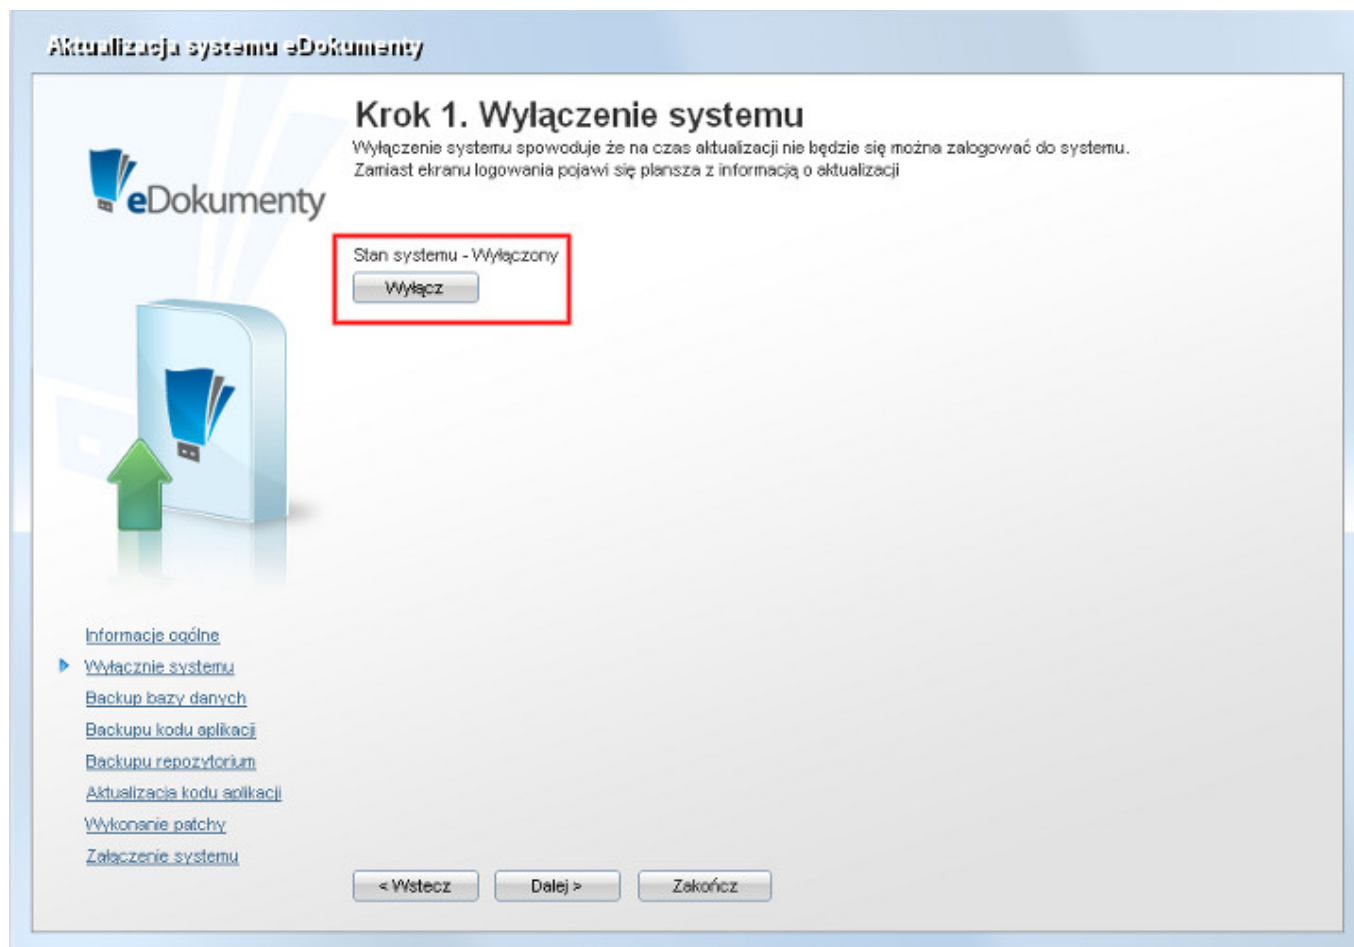 Aktualizacja systemu eDokumenty
eDokumenty
Krok 1. Wyłączenie systemu
Wyłączenie systemu spowoduje że na czas aktualizacji nie będzie się można zalogować do systemu.
Zamiast ekranu logowania pojawi się plansza z informacją o aktualizacji
Stan systemu - Wyłączony
Wyłącz
Informacje ogólne
Wyłącznie systemu
Backup bazy danych
Backupu kodu aplikacji
Backupu repozytorium
Aktualizacja kodu aplikacji
Wykonanie patchy
Załączenie systemu
< Wstecz
Dalej >
Zakończ